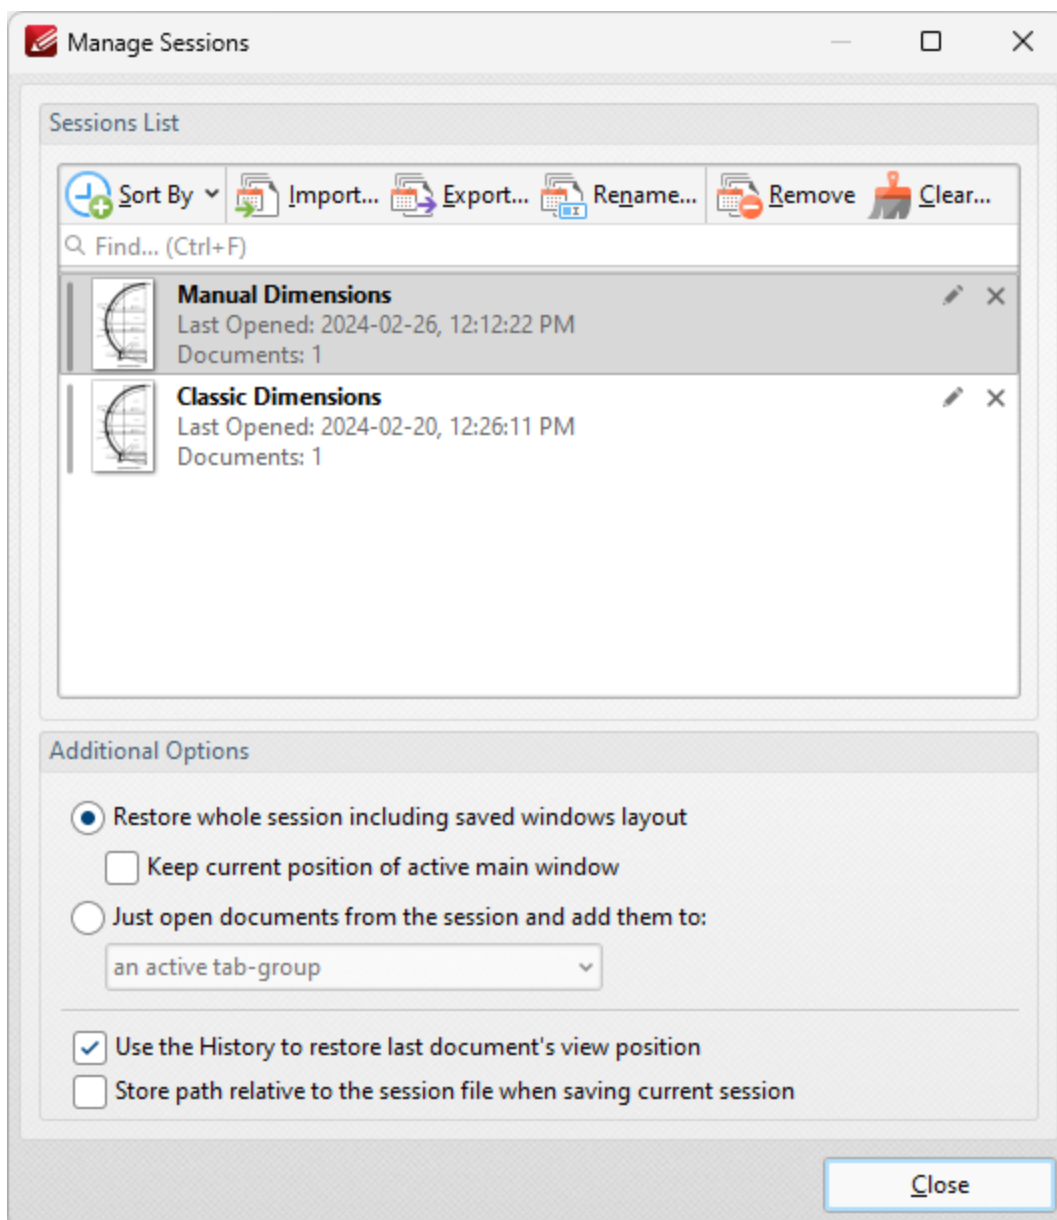 Manage Sessions
Sessions List
Sort By Import... Export... Rename... Remove Clear...
Find... (Ctrl+F)
Manual Dimensions
Last Opened: 2024-02-26, 12:12:22 PM
Documents: 1
Classic Dimensions
Last Opened: 2024-02-20, 12:26:11 PM
Documents: 1
Additional Options
Restore whole session including saved windows layout
Keep current position of active main window
Just open documents from the session and add them to:
an active tab-group
Use the History to restore last document's view position
Store path relative to the session file when saving current session
Close